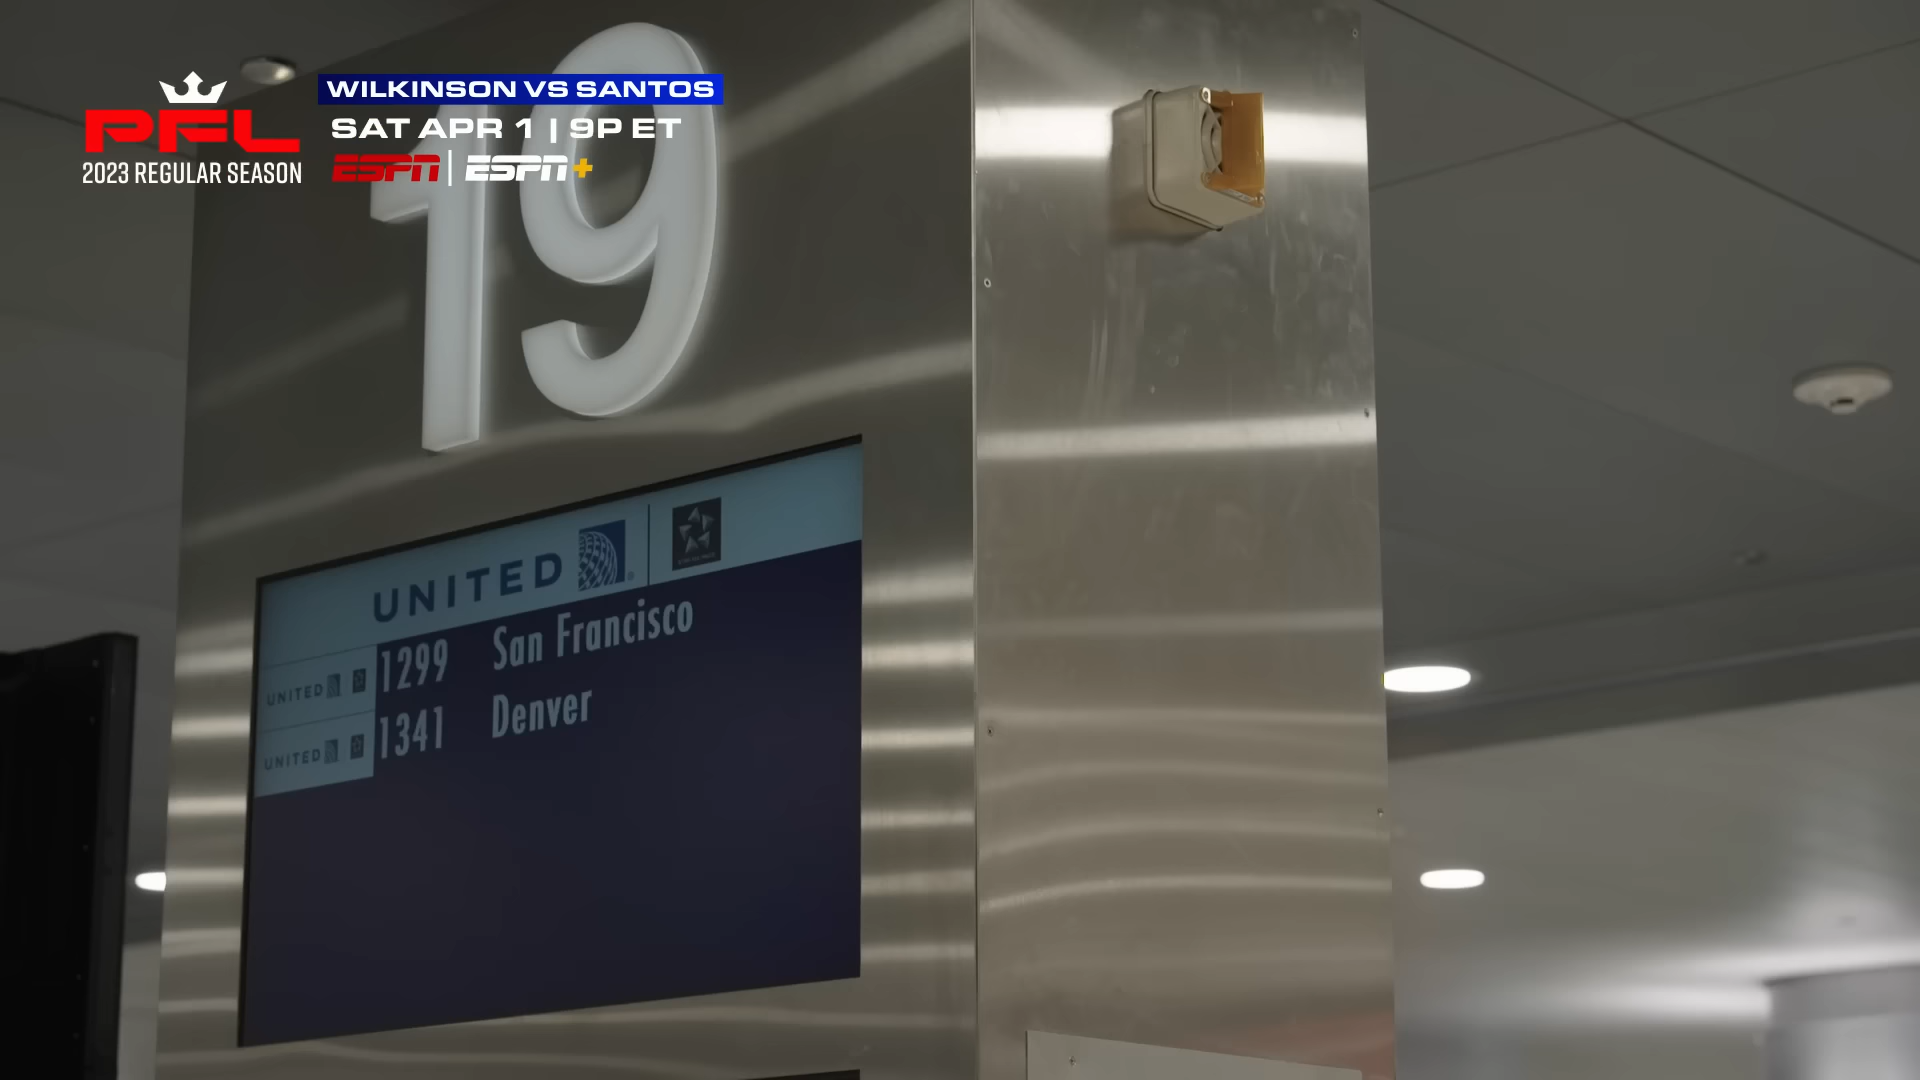 PFL
2023 REGULAR SEASON
WILKINSON VS SANTOS
SAT APR 1 | 9P ET
ESPN | ESPN+
19
UNITED
UNITED 1299 San Francisco
UNITED 1341 Denver